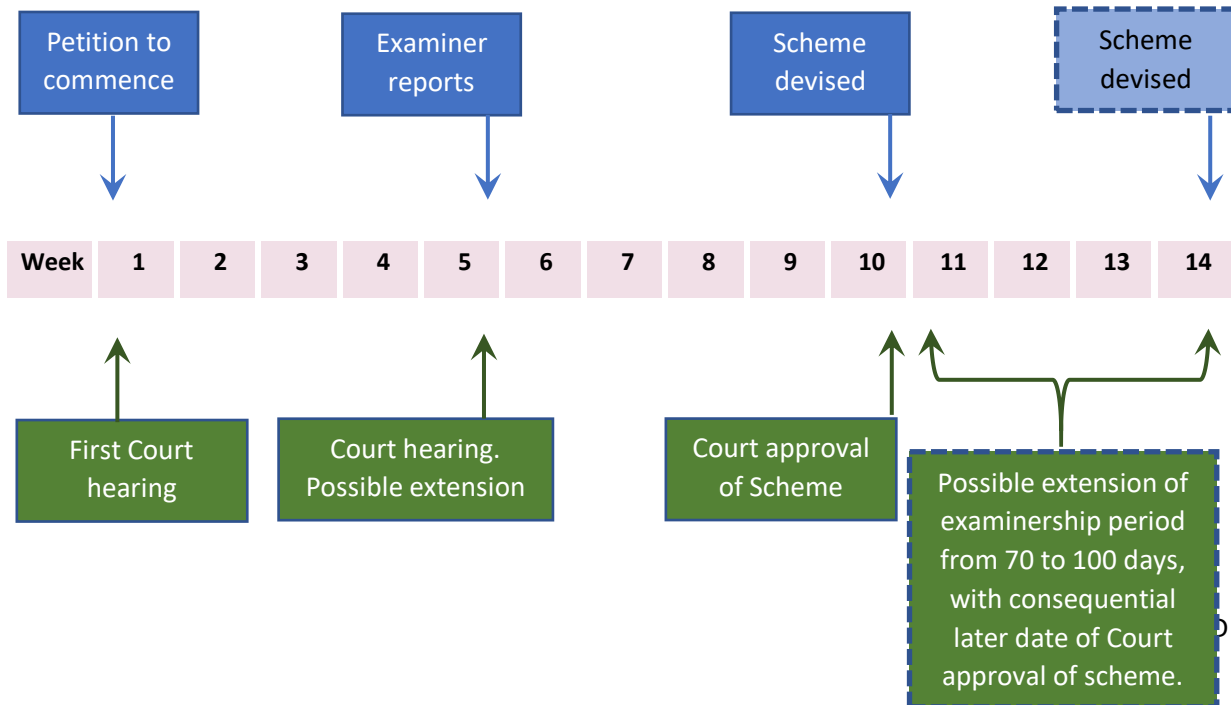 Petition to
commence
Examiner
reports
Scheme
devised
Scheme
devised
Week 1 2 3 4 5 6 7 8 9 10 11 12 13 14
First Court
hearing
Court hearing.
Possible extension
Court approval
of Scheme
Possible extension of
examinership period
from 70 to 100 days,
with consequential
later date of Court
approval of scheme.